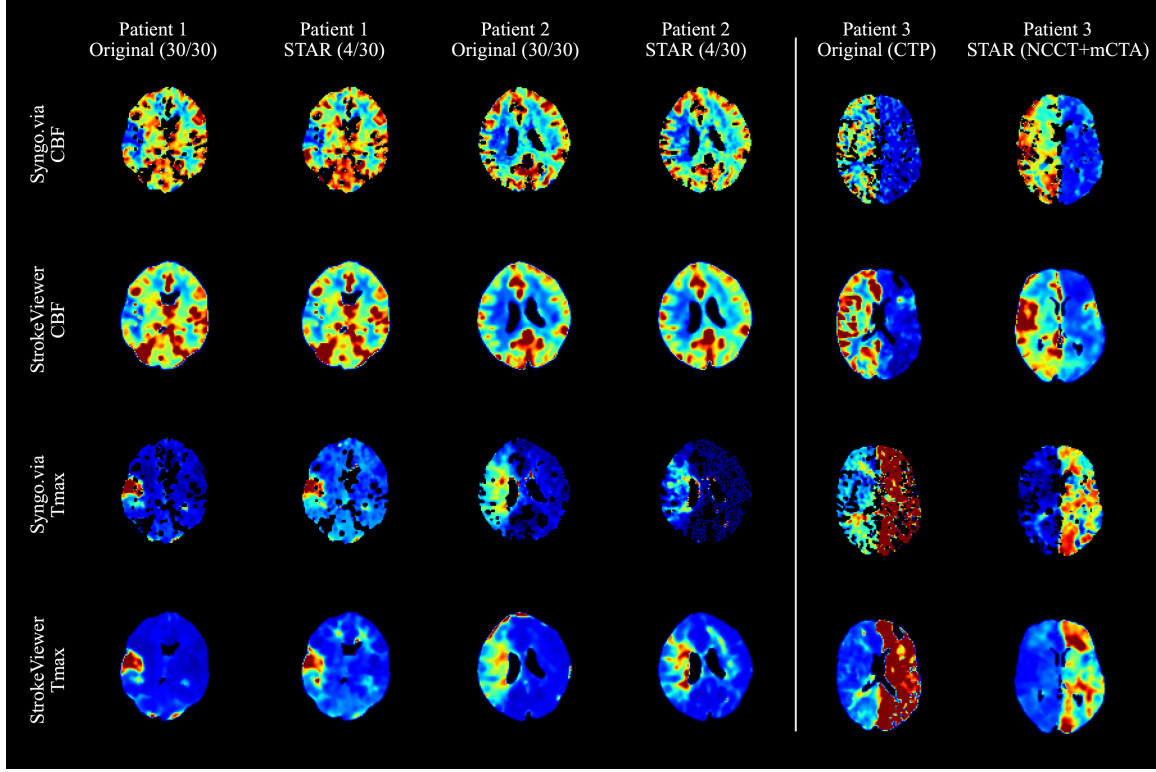 Patient 1
Original (30/30)
Patient 1
STAR (4/30)
Patient 2
Original (30/30)
Patient 2
STAR (4/30)
Patient 3
Original (CTP)
Patient 3
STAR (NCCT+mCTA)
Syngo.via
CBF
StrokeViewer
CBF
Syngo.via
Tmax
StrokeViewer
Tmax